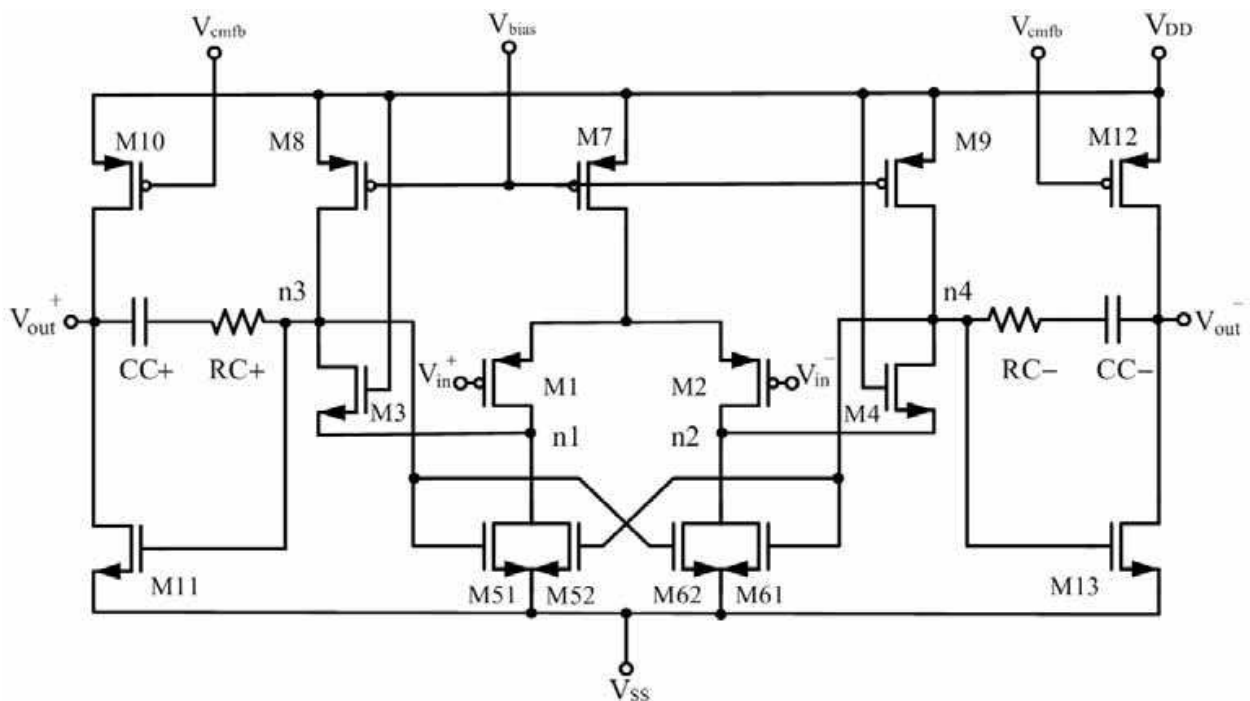 Vcmfb
Vbias
Vcmfb
VDD
M10
M8
M7
M9
M12
n3
n4
Vout+
CC+
RC+
Vin+
M1
M2
Vin−
RC−
CC−
Vout−
M3
M4
n1
n2
M11
M51
M52
M62
M61
M13
VSS